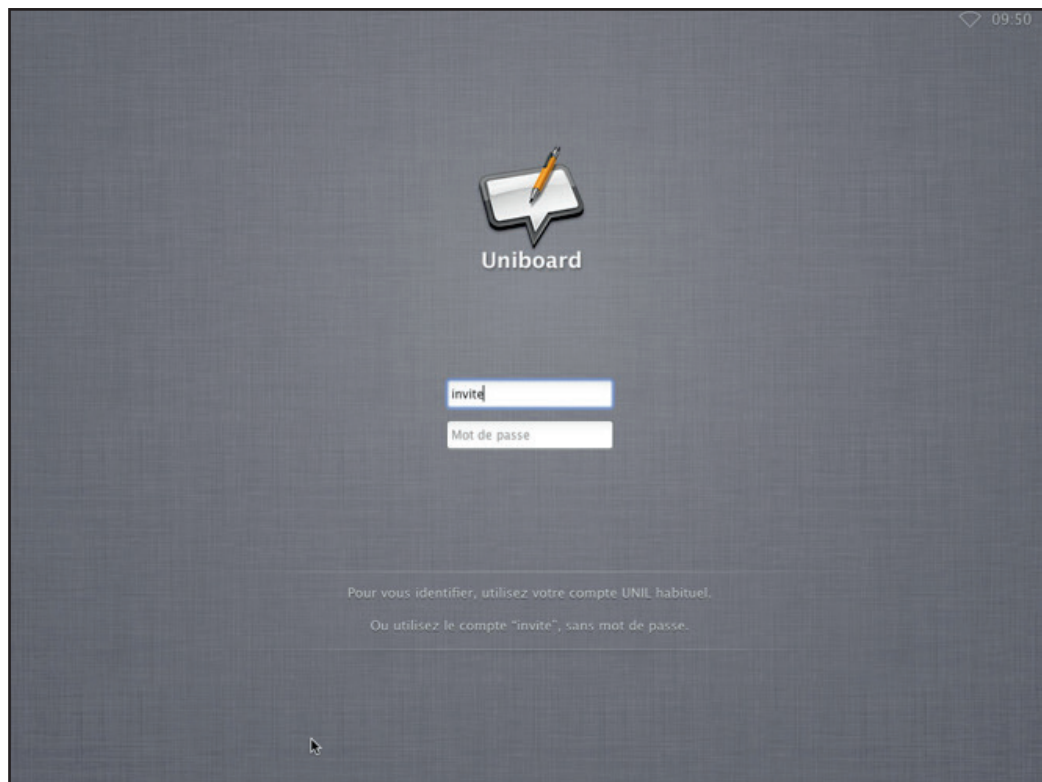 09:50
Uniboard
invite
Mot de passe
Pour vous identifier, utilisez votre compte UNIL habituel.
Ou utilisez le compte “invite”, sans mot de passe.